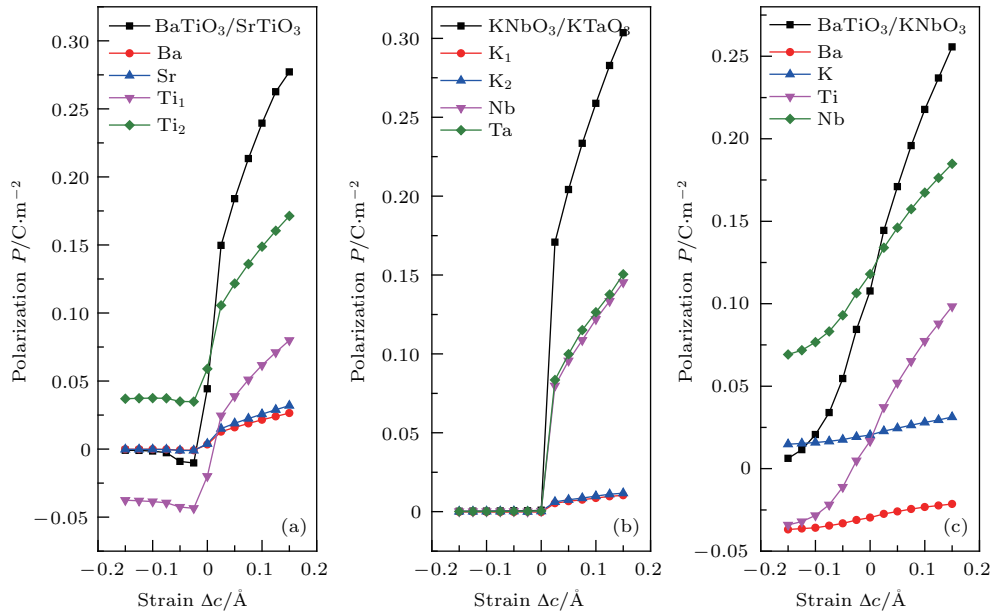 BaTiO₃/SrTiO₃
Ba
Sr
Ti₁
Ti₂
0.30
0.25
0.20
0.15
0.10
0.05
0
−0.05
Polarization P/C·m⁻²
(a)
−0.2
−0.1
0
0.1
0.2
Strain Δc/Å
KNbO₃/KTaO₃
K₁
K₂
Nb
Ta
0.30
0.25
0.20
0.15
0.10
0.05
0
Polarization P/C·m⁻²
(b)
−0.2
−0.1
0
0.1
0.2
Strain Δc/Å
BaTiO₃/KNbO₃
Ba
K
Ti
Nb
0.25
0.20
0.15
0.10
0.05
0
−0.05
Polarization P/C·m⁻²
(c)
−0.2
−0.1
0
0.1
0.2
Strain Δc/Å